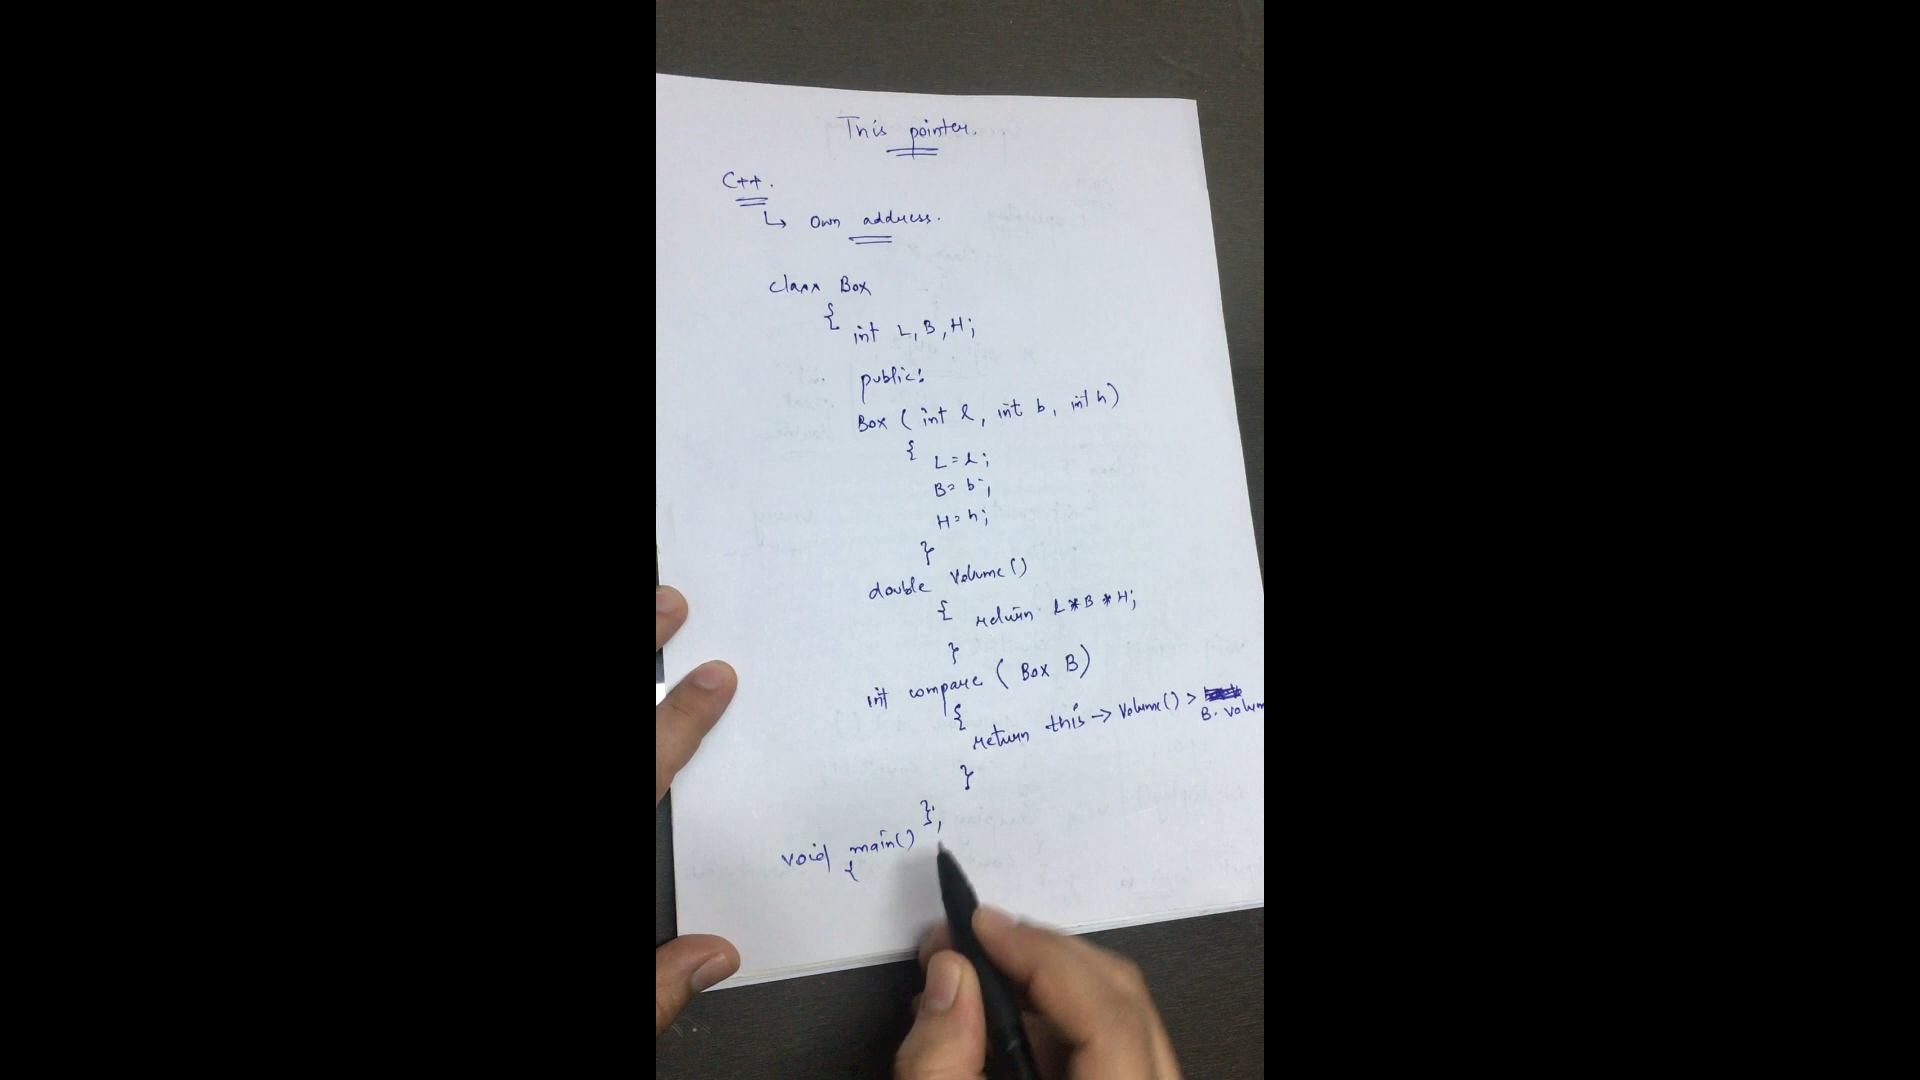 This pointer.
C++.
↳ own address.
class Box
{
int L, B, H;
public:
Box ( int l, int b, int h)
{ L = l;
B = b;
H = h;
}
double Volume()
{ return L * B * H;
}
int compare ( Box B)
{
return this -> Volume() >
B. Volum
}
};
void main()
{